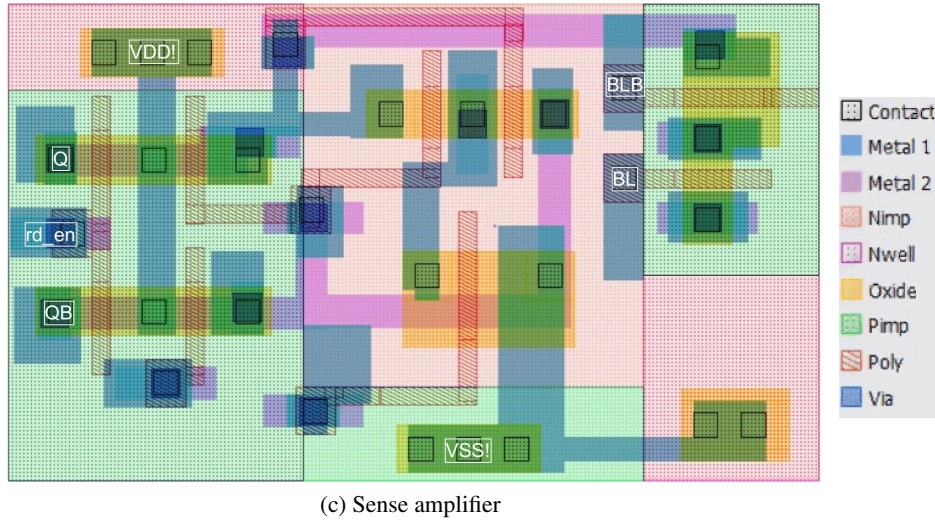 VDD!
BLB
Q
BL
rd_en
QB
VSS!
Contact
Metal 1
Metal 2
Nimp
Nwell
Oxide
Pimp
Poly
Via
(c) Sense amplifier